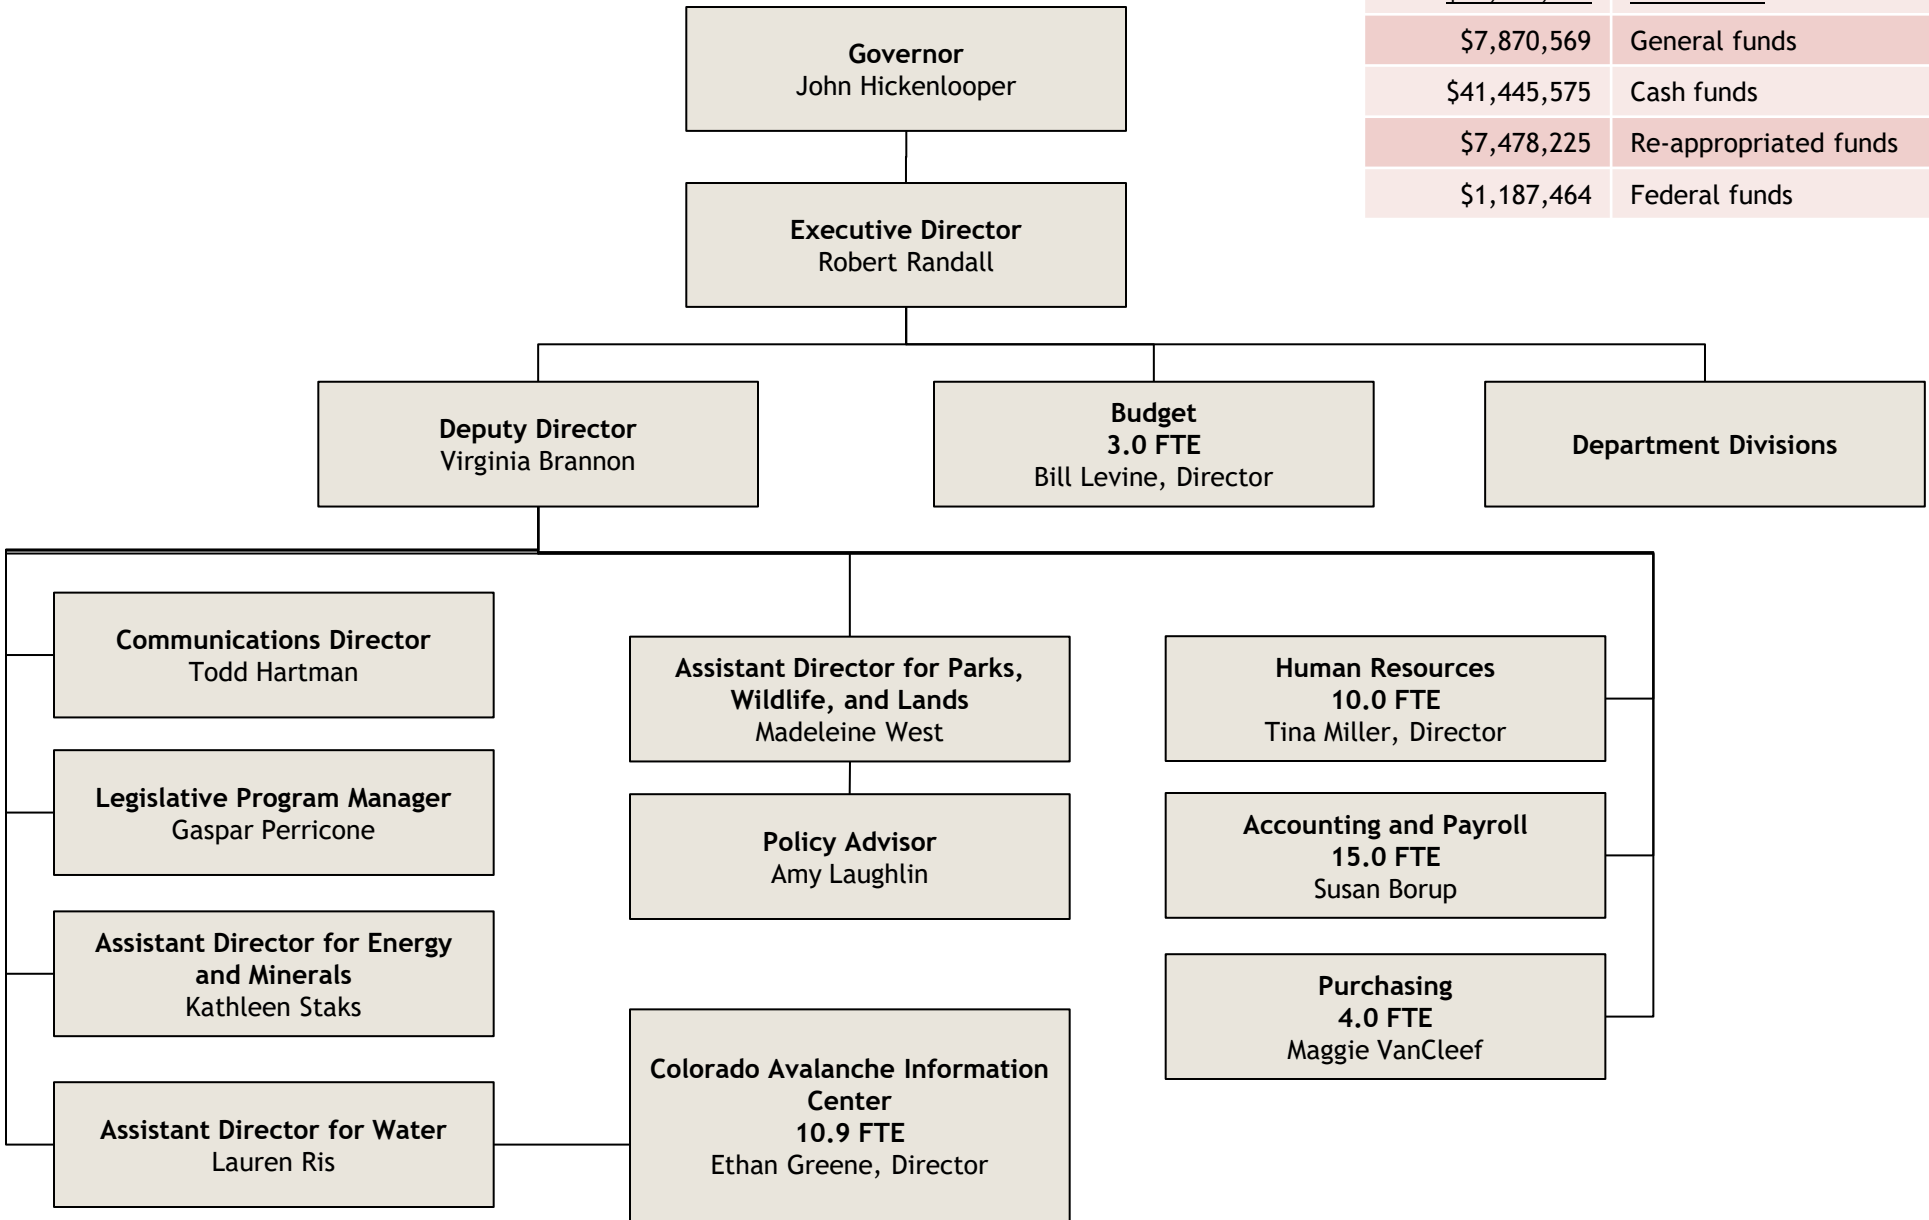 $7,870,569 General funds
$41,445,575 Cash funds
$7,478,225 Re-appropriated funds
$1,187,464 Federal funds
Governor
John Hickenlooper
Executive Director
Robert Randall
Deputy Director
Virginia Brannon
Budget
3.0 FTE
Bill Levine, Director
Department Divisions
Communications Director
Todd Hartman
Legislative Program Manager
Gaspar Perricone
Assistant Director for Energy
and Minerals
Kathleen Staks
Assistant Director for Water
Lauren Ris
Assistant Director for Parks,
Wildlife, and Lands
Madeleine West
Policy Advisor
Amy Laughlin
Colorado Avalanche Information
Center
10.9 FTE
Ethan Greene, Director
Human Resources
10.0 FTE
Tina Miller, Director
Accounting and Payroll
15.0 FTE
Susan Borup
Purchasing
4.0 FTE
Maggie VanCleef